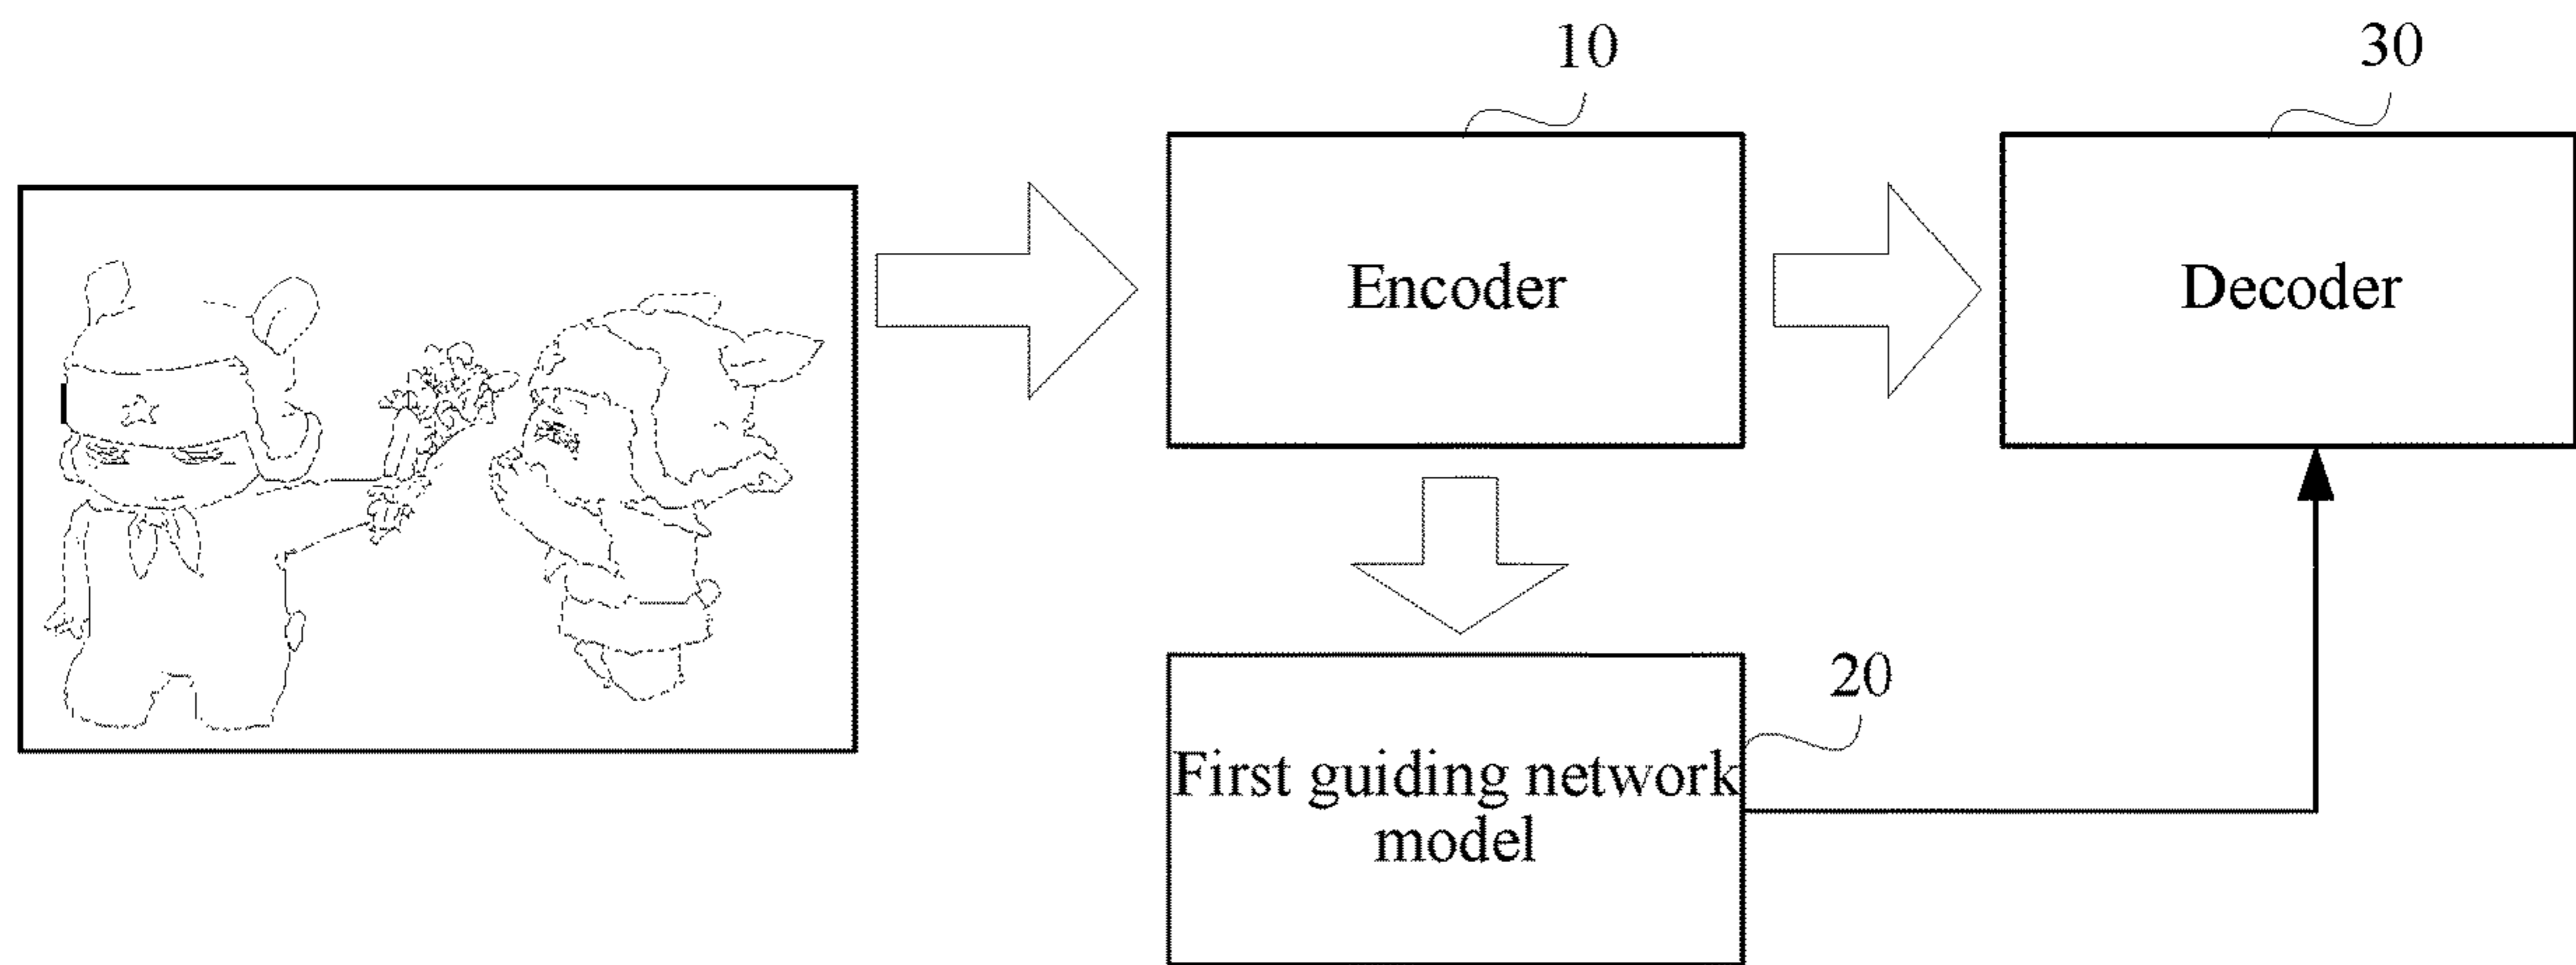 10
30
Encoder
Decoder
20
First guiding network
model